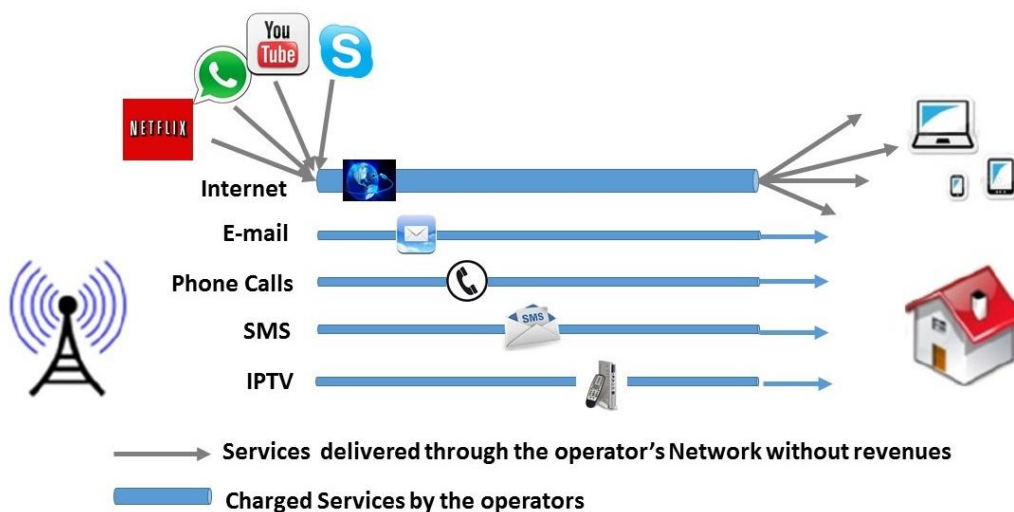 You
Tube
S
NETFLIX
Internet
E-mail
Phone Calls
SMS
SMS
IPTV
Services delivered through the operator's Network without revenues
Charged Services by the operators